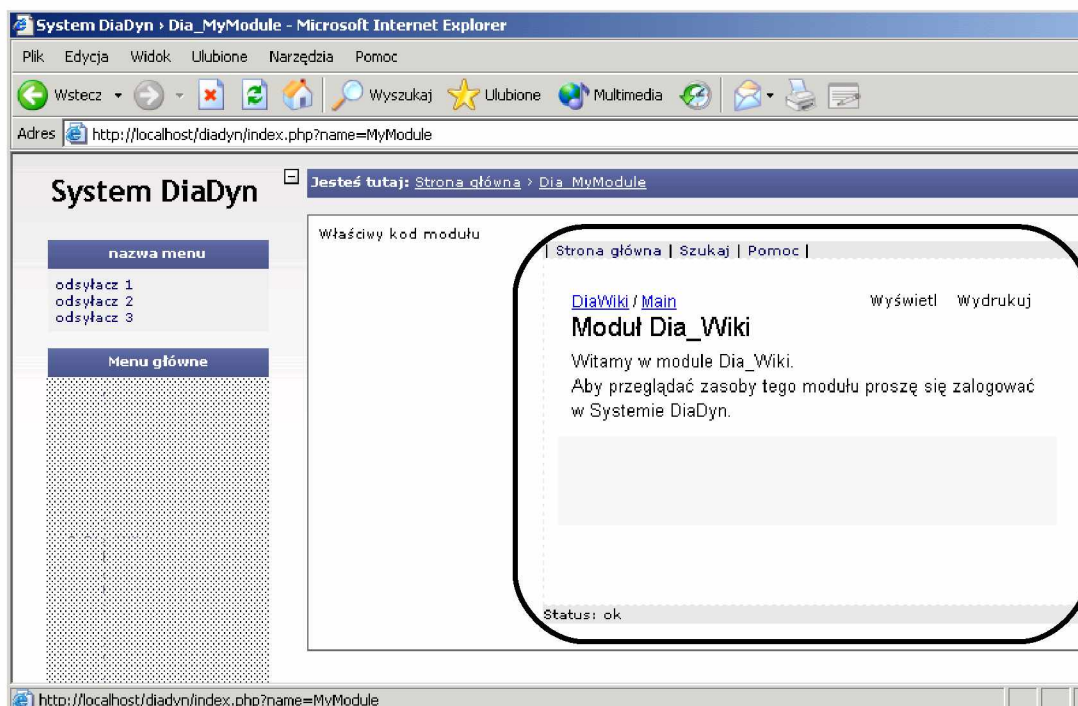 System DiaDyn › Dia_MyModule - Microsoft Internet Explorer
Plik Edycja Widok Ulubione Narzędzia Pomoc
Wstecz Wyszukaj Ulubione Multimedia
Adres http://localhost/diadyn/index.php?name=MyModule
System DiaDyn
Jesteś tutaj: Strona główna › Dia_MyModule
nazwa menu
odsyłacz 1
odsyłacz 2
odsyłacz 3
Menu główne
Właściwy kod modułu
| Strona główna | Szukaj | Pomoc |
DiaWiki / Main Wyświetl Wydrukuj
Moduł Dia_Wiki
Witamy w module Dia_Wiki.
Aby przeglądać zasoby tego modułu proszę się zalogować
w Systemie DiaDyn.
Status: ok
http://localhost/diadyn/index.php?name=MyModule